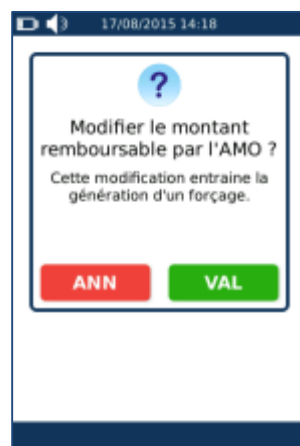 17/08/2015 14:18
?
Modifier le montant
remboursable par l'AMO ?
Cette modification entraine la
génération d'un forçage.
ANN VAL